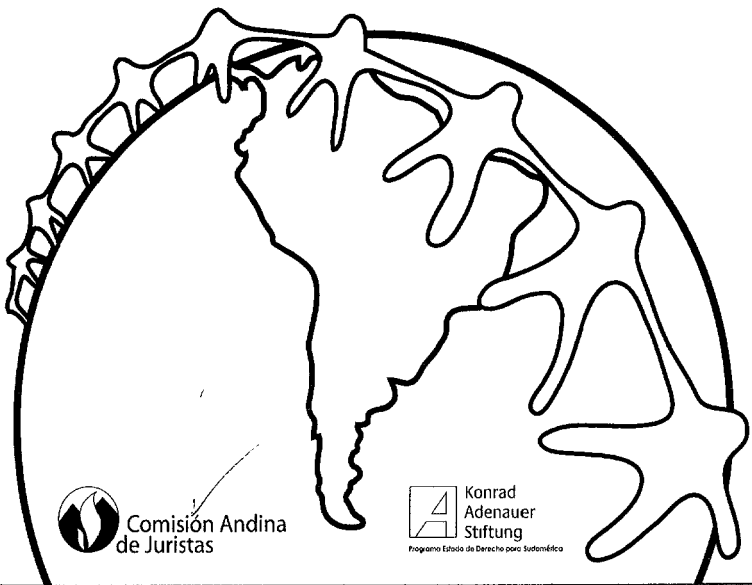 Comisión Andina
de Juristas
Konrad
Adenauer
Stiftung
Programa Estado de Derecho para Sudamérica